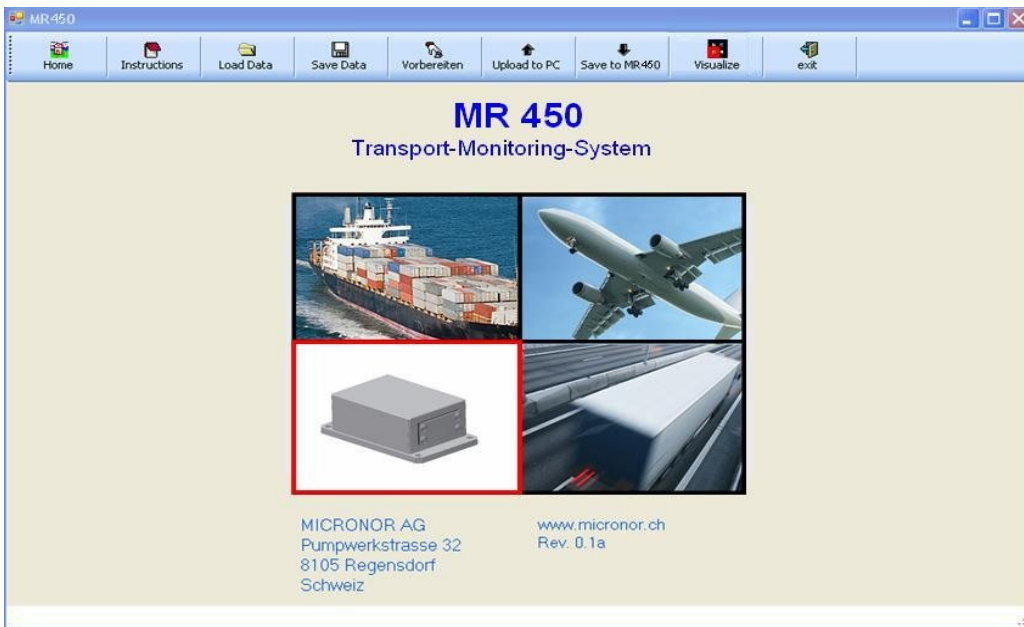 MR450
Home Instructions Load Data Save Data Vorbereiten Upload to PC Save to MR450 Visualize exit
MR 450
Transport-Monitoring-System
MICRONOR AG
Pumpwerkstrasse 32
8105 Regensdorf
Schweiz
www.micronor.ch
Rev. 0.1a